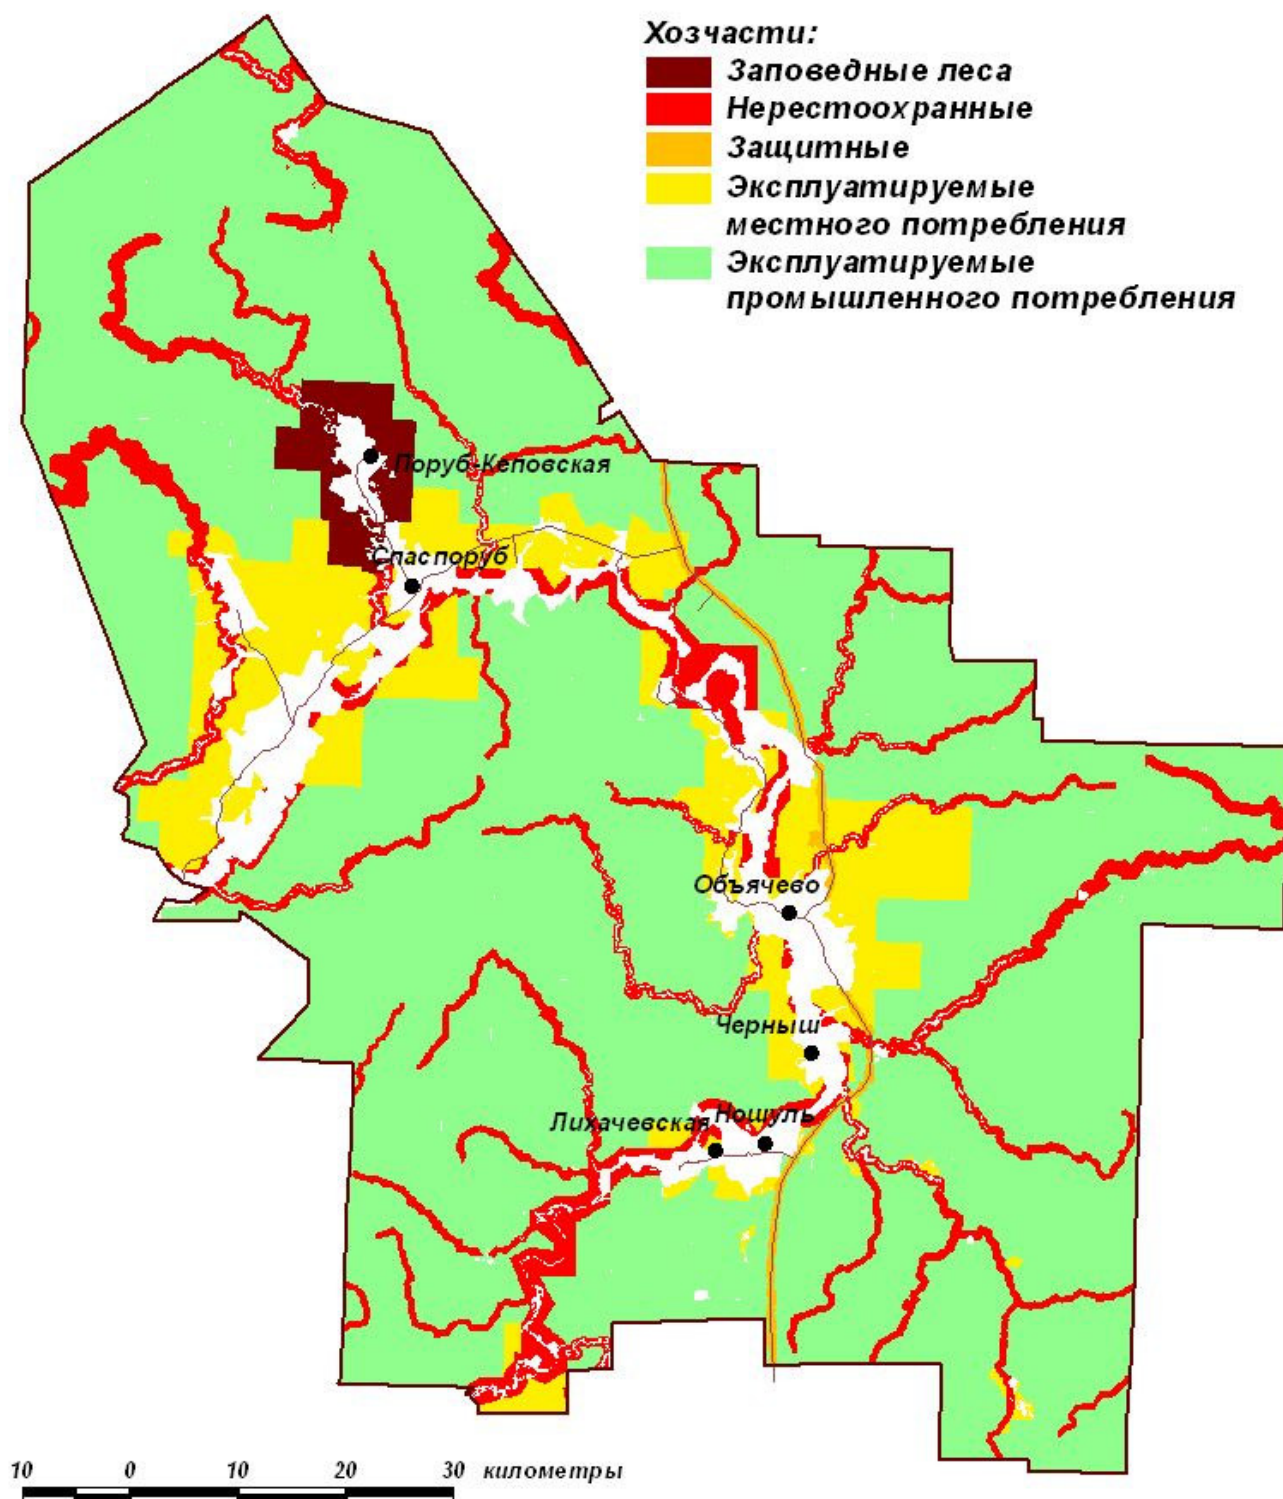 Хозчасти:
Заповедные леса
Нерестоохранные
Защитные
Эксплуатируемые
местного потребления
Эксплуатируемые
промышленного потребления
Поруб-Кеповская
Спаспоруб
Объячево
Черныш
Лихачевская
Ношуль
10 0 10 20 30 километры